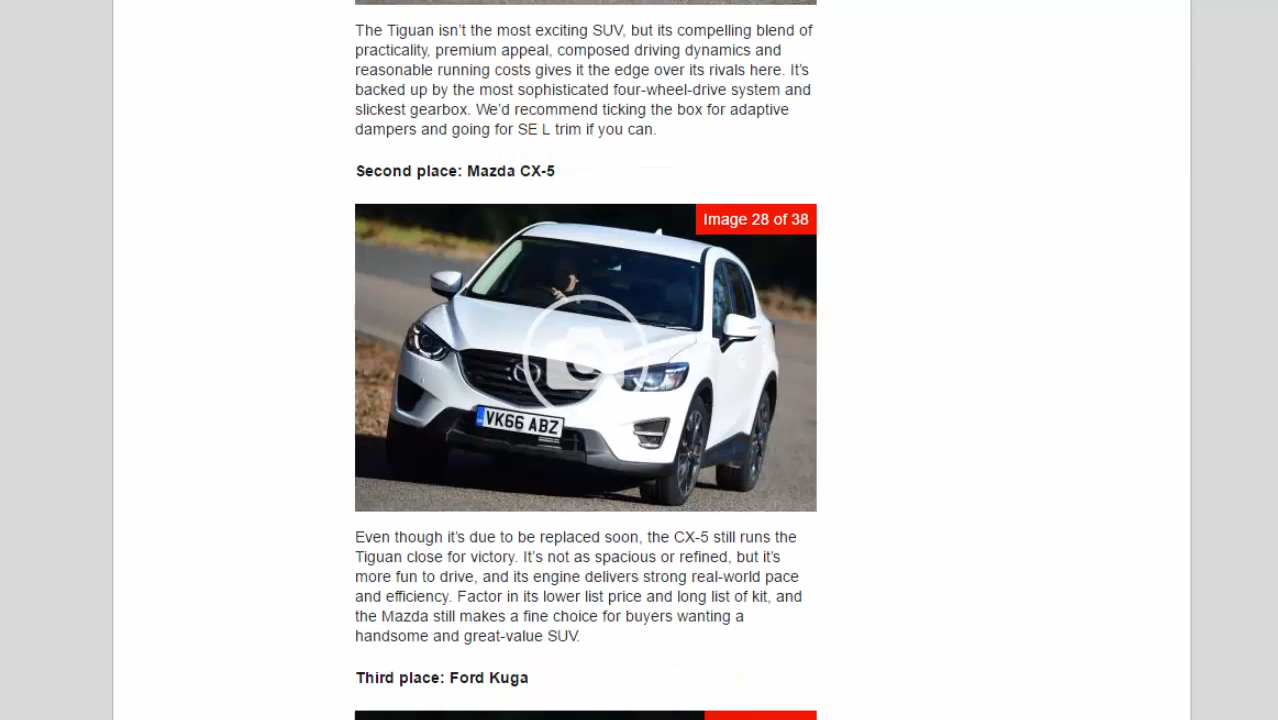 The Tiguan isn’t the most exciting SUV, but its compelling blend of
practicality, premium appeal, composed driving dynamics and
reasonable running costs gives it the edge over its rivals here. It’s
backed up by the most sophisticated four-wheel-drive system and
slickest gearbox. We’d recommend ticking the box for adaptive
dampers and going for SE L trim if you can.
Second place: Mazda CX-5
Image 28 of 38
VK66 ABZ
Even though it’s due to be replaced soon, the CX-5 still runs the
Tiguan close for victory. It’s not as spacious or refined, but it’s
more fun to drive, and its engine delivers strong real-world pace
and efficiency. Factor in its lower list price and long list of kit, and
the Mazda still makes a fine choice for buyers wanting a
handsome and great-value SUV.
Third place: Ford Kuga